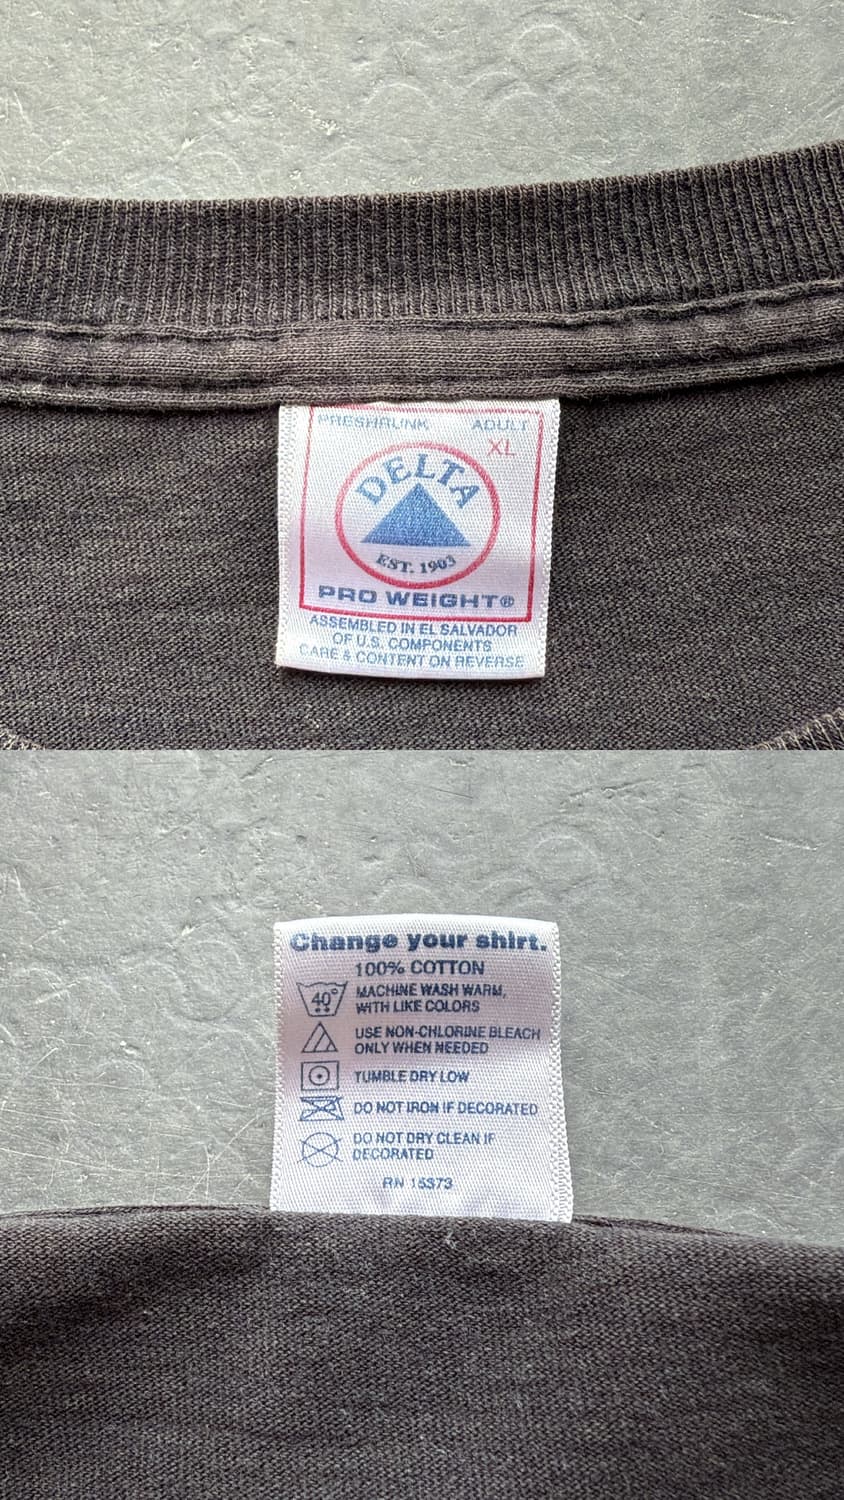 PRESHRUNK ADULT
XL
DELTA
EST. 1903
PRO WEIGHT®
ASSEMBLED IN EL SALVADOR
OF U.S. COMPONENTS
CARE & CONTENT ON REVERSE
Change your shirt.
100% COTTON
40°
MACHINE WASH WARM,
WITH LIKE COLORS
USE NON-CHLORINE BLEACH
ONLY WHEN NEEDED
TUMBLE DRY LOW
DO NOT IRON IF DECORATED
DO NOT DRY CLEAN IF
DECORATED
RN 15373